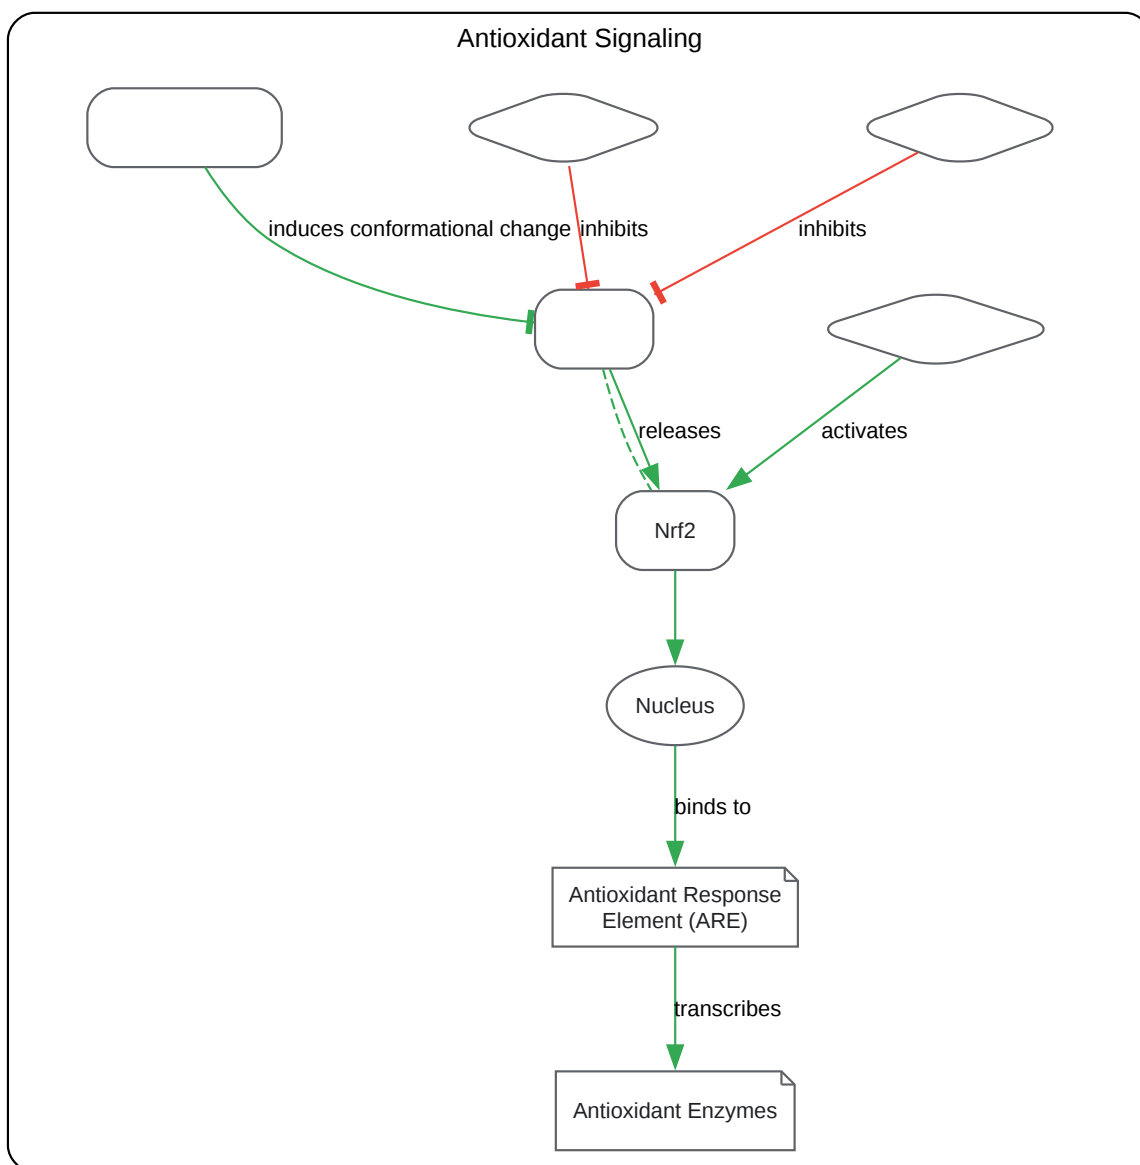 Antioxidant Signaling
induces conformational change
inhibits
inhibits
releases
activates
Nrf2
Nucleus
binds to
Antioxidant Response
Element (ARE)
transcribes
Antioxidant Enzymes